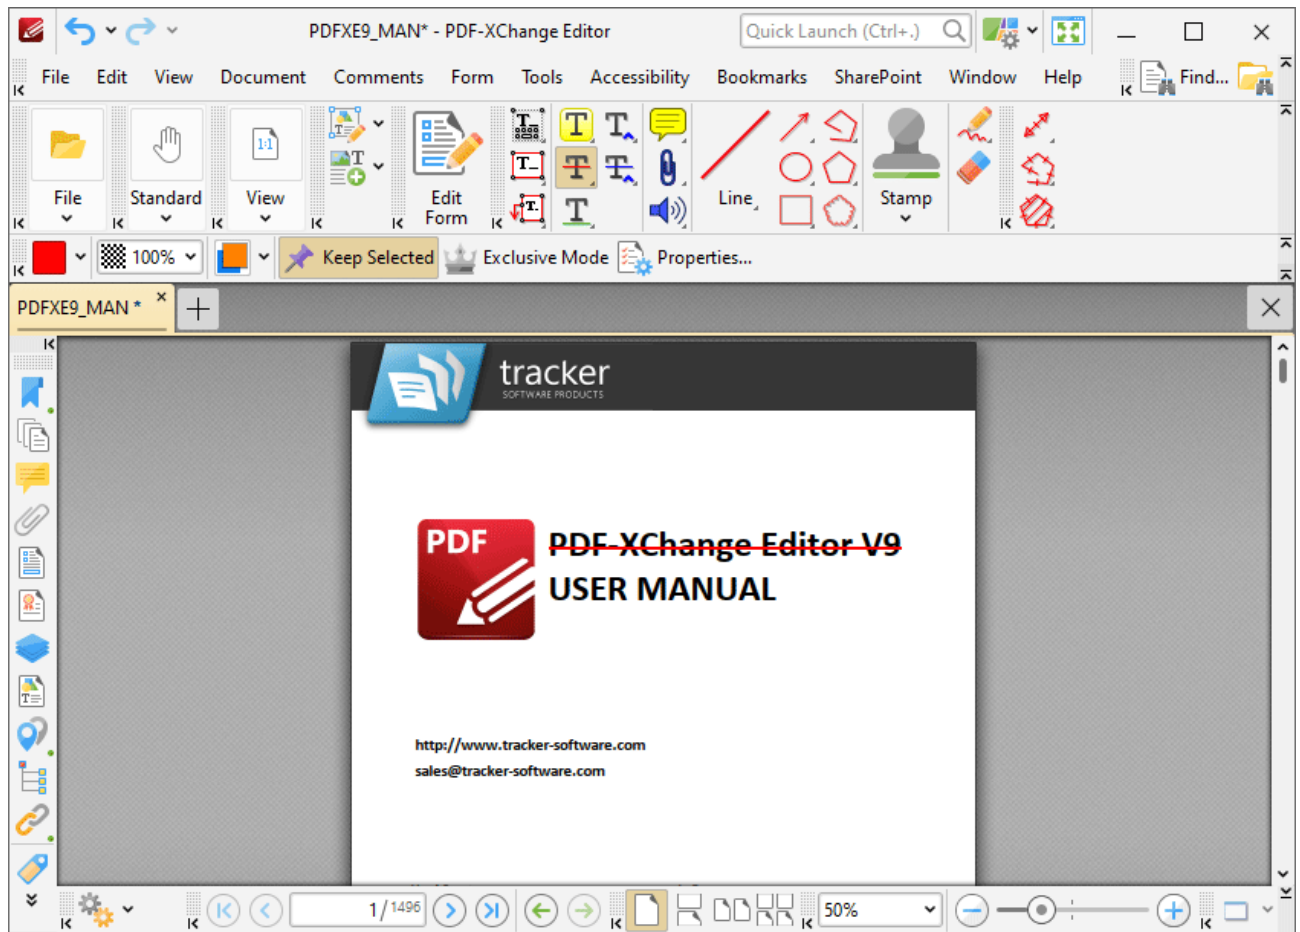 PDFXE9_MAN* - PDF-XChange Editor
Quick Launch (Ctrl+.)
File Edit View Document Comments Form Tools Accessibility Bookmarks SharePoint Window Help Find...
1:1
File Standard View Edit Form Line Stamp
100% Keep Selected Exclusive Mode Properties...
PDFXE9_MAN *
tracker
SOFTWARE PRODUCTS
PDF
PDF-XChange Editor V9
USER MANUAL
http://www.tracker-software.com
sales@tracker-software.com
1/1496 50%